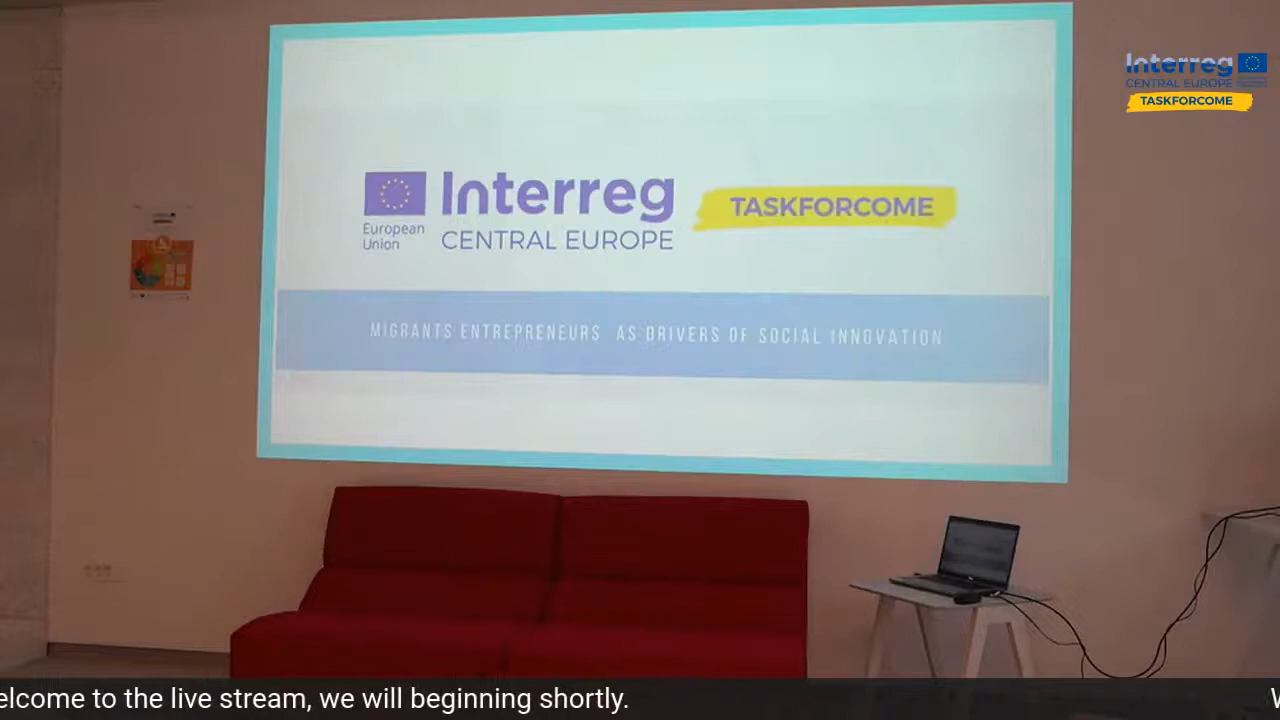 Interreg
CENTRAL EUROPE
TASKFORCOME
Interreg
European
Union
CENTRAL EUROPE
TASKFORCOME
MIGRANTS ENTREPRENEURS AS DRIVERS OF SOCIAL INNOVATION
elcome to the live stream, we will beginning shortly.
W